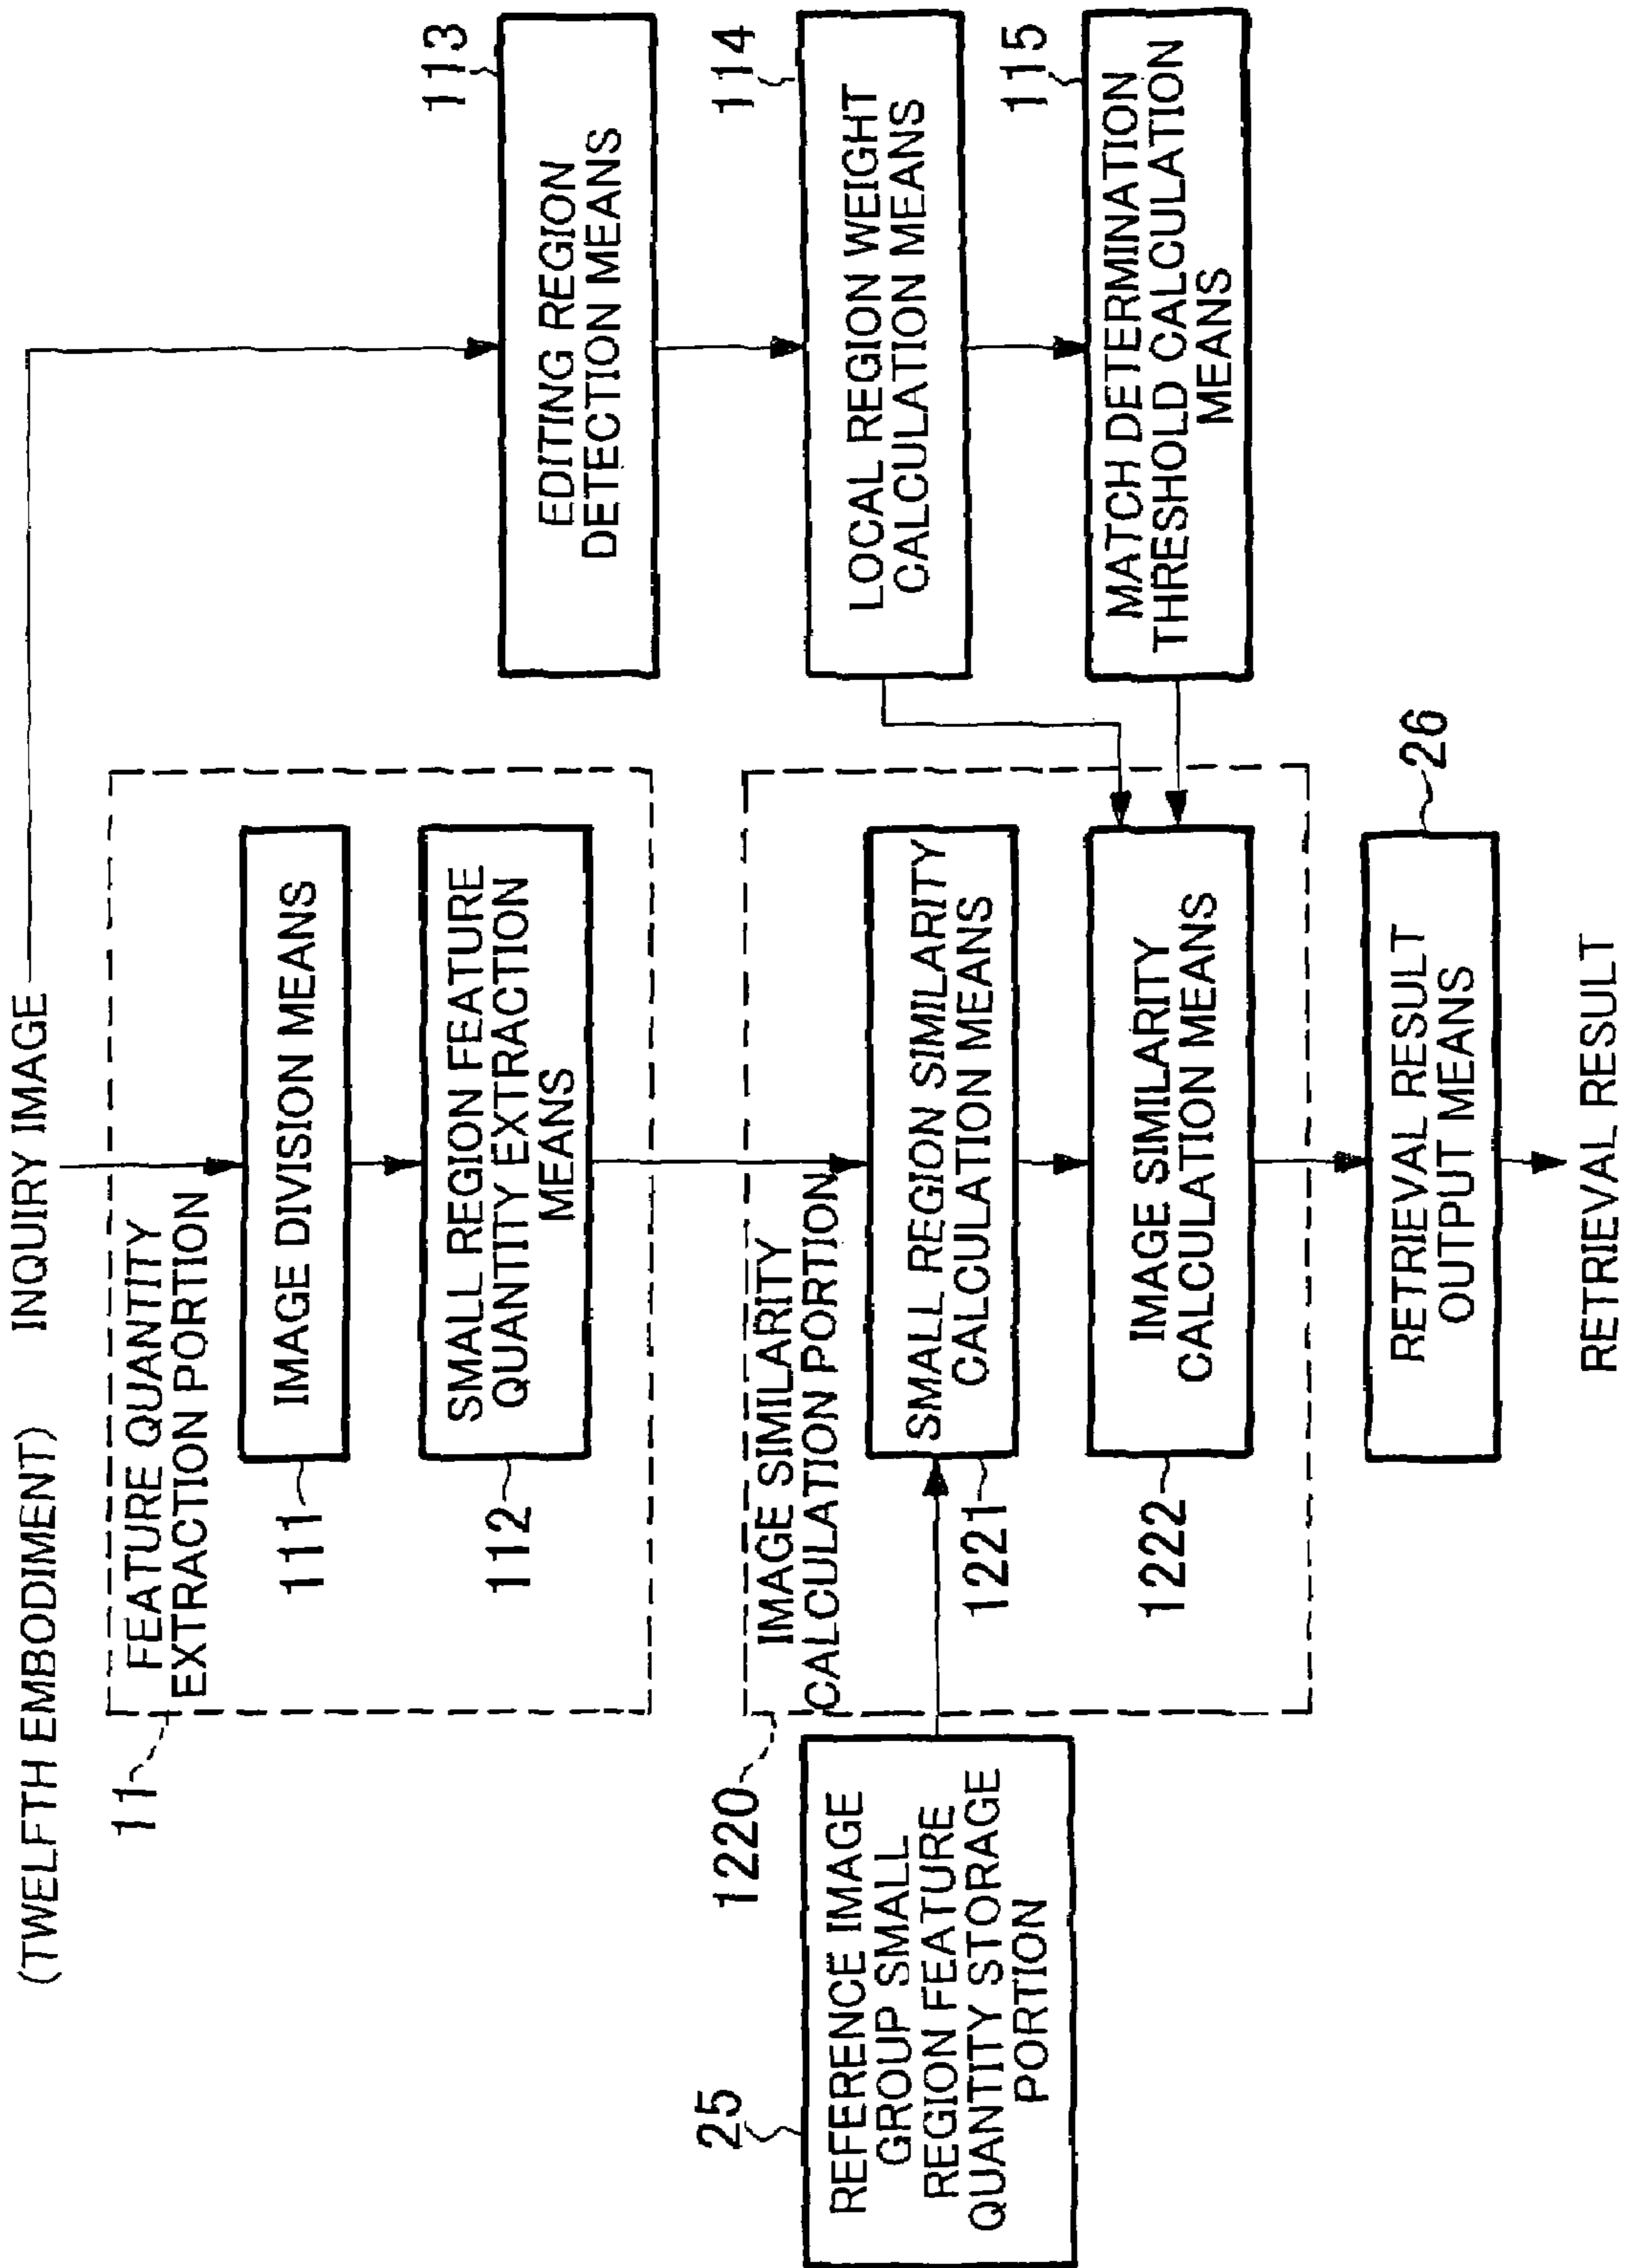 (TWELFTH EMBODIMENT)
INQUIRY IMAGE
11
FEATURE QUANTITY
EXTRACTION PORTION
IMAGE DIVISION MEANS
111
SMALL REGION FEATURE
QUANTITY EXTRACTION
MEANS
112
EDITING REGION
DETECTION MEANS
113
LOCAL REGION WEIGHT
CALCULATION MEANS
114
MATCH DETERMINATION
THRESHOLD CALCULATION
MEANS
115
25
REFERENCE IMAGE
GROUP SMALL
REGION FEATURE
QUANTITY STORAGE
PORTION
1220
IMAGE SIMILARITY
CALCULATION PORTION
SMALL REGION SIMILARITY
CALCULATION MEANS
1221
IMAGE SIMILARITY
CALCULATION MEANS
1222
RETRIEVAL RESULT
OUTPUT MEANS
26
RETRIEVAL RESULT